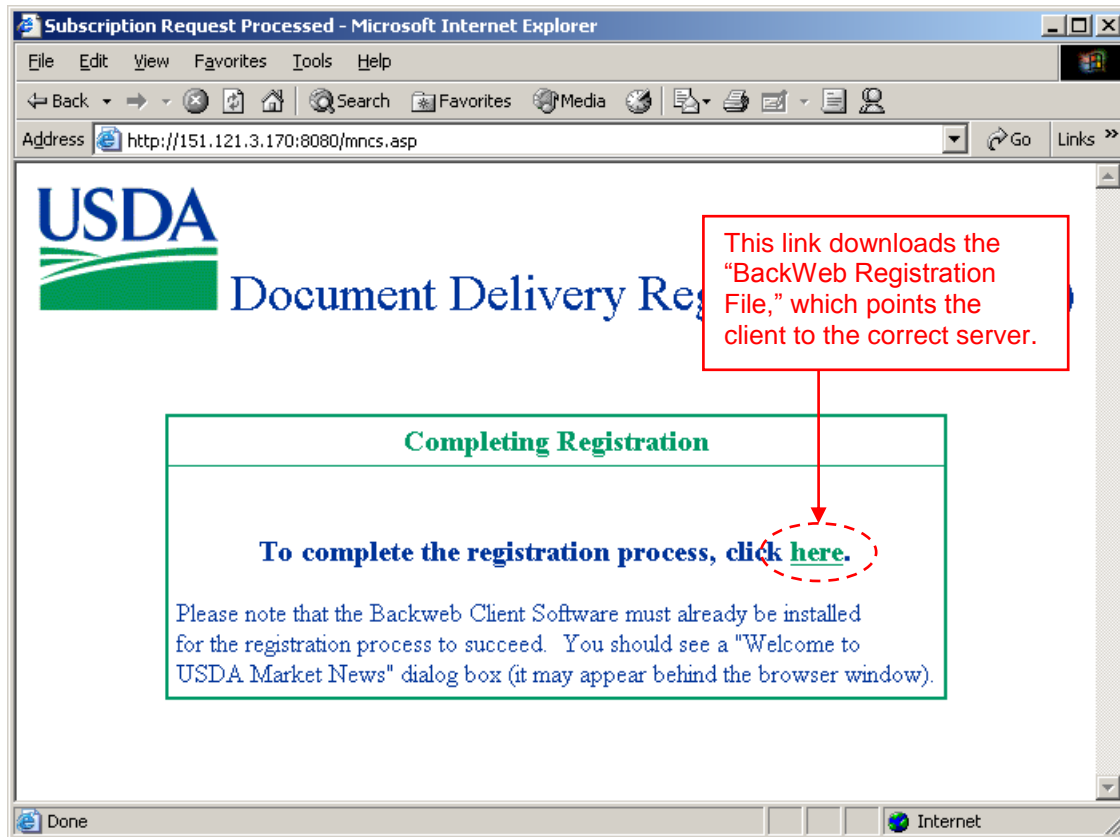 Subscription Request Processed - Microsoft Internet Explorer
File Edit View Favorites Tools Help
Back Search Favorites Media
Address http://151.121.3.170:8080/mncs.asp Go Links »
USDA
Document Delivery
This link downloads the
“BackWeb Registration
File,” which points the
client to the correct server.
Completing Registration
To complete the registration process, click here.
Please note that the Backweb Client Software must already be installed
for the registration process to succeed. You should see a "Welcome to
USDA Market News" dialog box (it may appear behind the browser window).
Done Internet